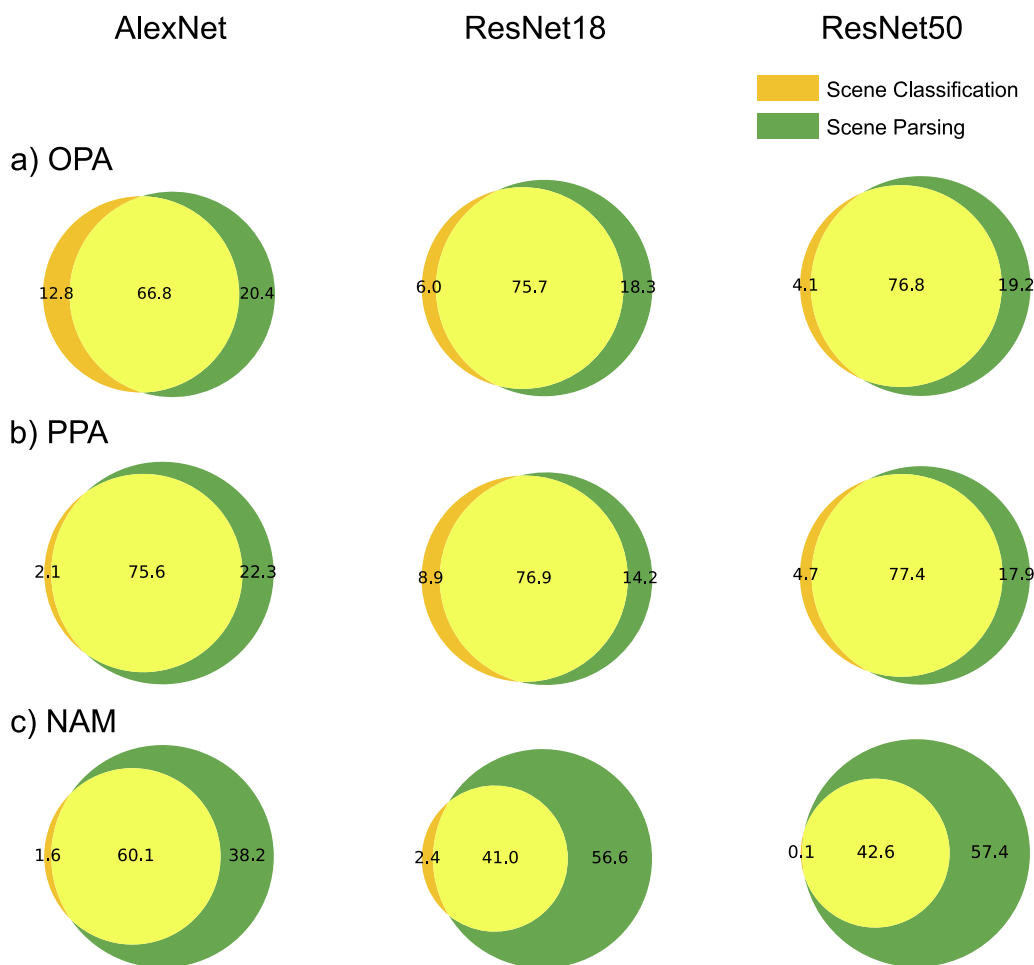 AlexNet ResNet18 ResNet50
Scene Classification
Scene Parsing
a) OPA
12.8 66.8 20.4 6.0 75.7 18.3 4.1 76.8 19.2
b) PPA
2.1 75.6 22.3 8.9 76.9 14.2 4.7 77.4 17.9
c) NAM
1.6 60.1 38.2 2.4 41.0 56.6 0.1 42.6 57.4